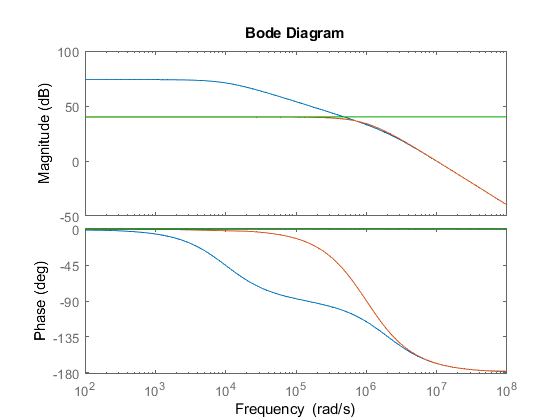 Bode Diagram
Magnitude (dB)
100
50
0
-50
Phase (deg)
0
-45
-90
-135
-180
10^2 10^3 10^4 10^5 10^6 10^7 10^8
Frequency (rad/s)